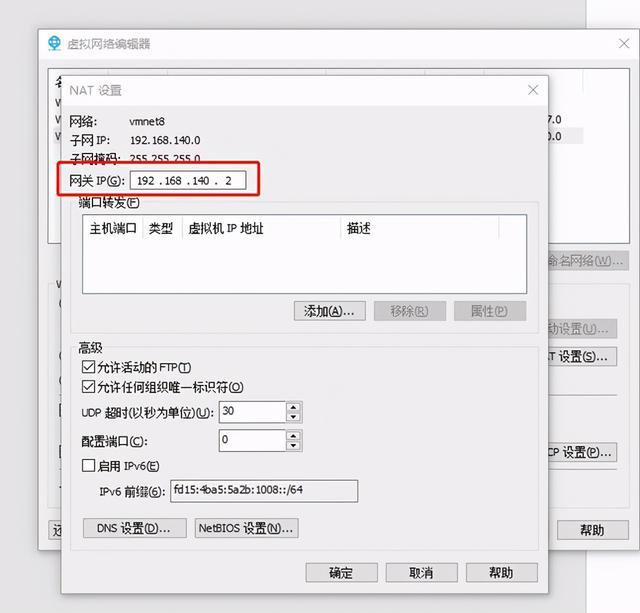 虚拟网络编辑器
NAT 设置
网络: vmnet8
子网 IP: 192.168.140.0
子网掩码: 255.255.255.0
网关 IP(G): 192 .168 .140 . 2
端口转发(F)
主机端口 类型 虚拟机 IP 地址 描述
添加(A)... 移除(R) 属性(P)
高级
允许活动的 FTP(T)
允许任何组织唯一标识符(O)
UDP 超时(以秒为单位)(U): 30
配置端口(C): 0
启用 IPv6(E)
IPv6 前缀(6): fd15:4ba5:5a2b:1008::/64
DNS 设置(D)... NetBIOS 设置(N)...
确定 取消 帮助
7.0
0.0
命名网络(W)...
动设置(U)...
T 设置(S)...
CP 设置(P)...
还
帮助